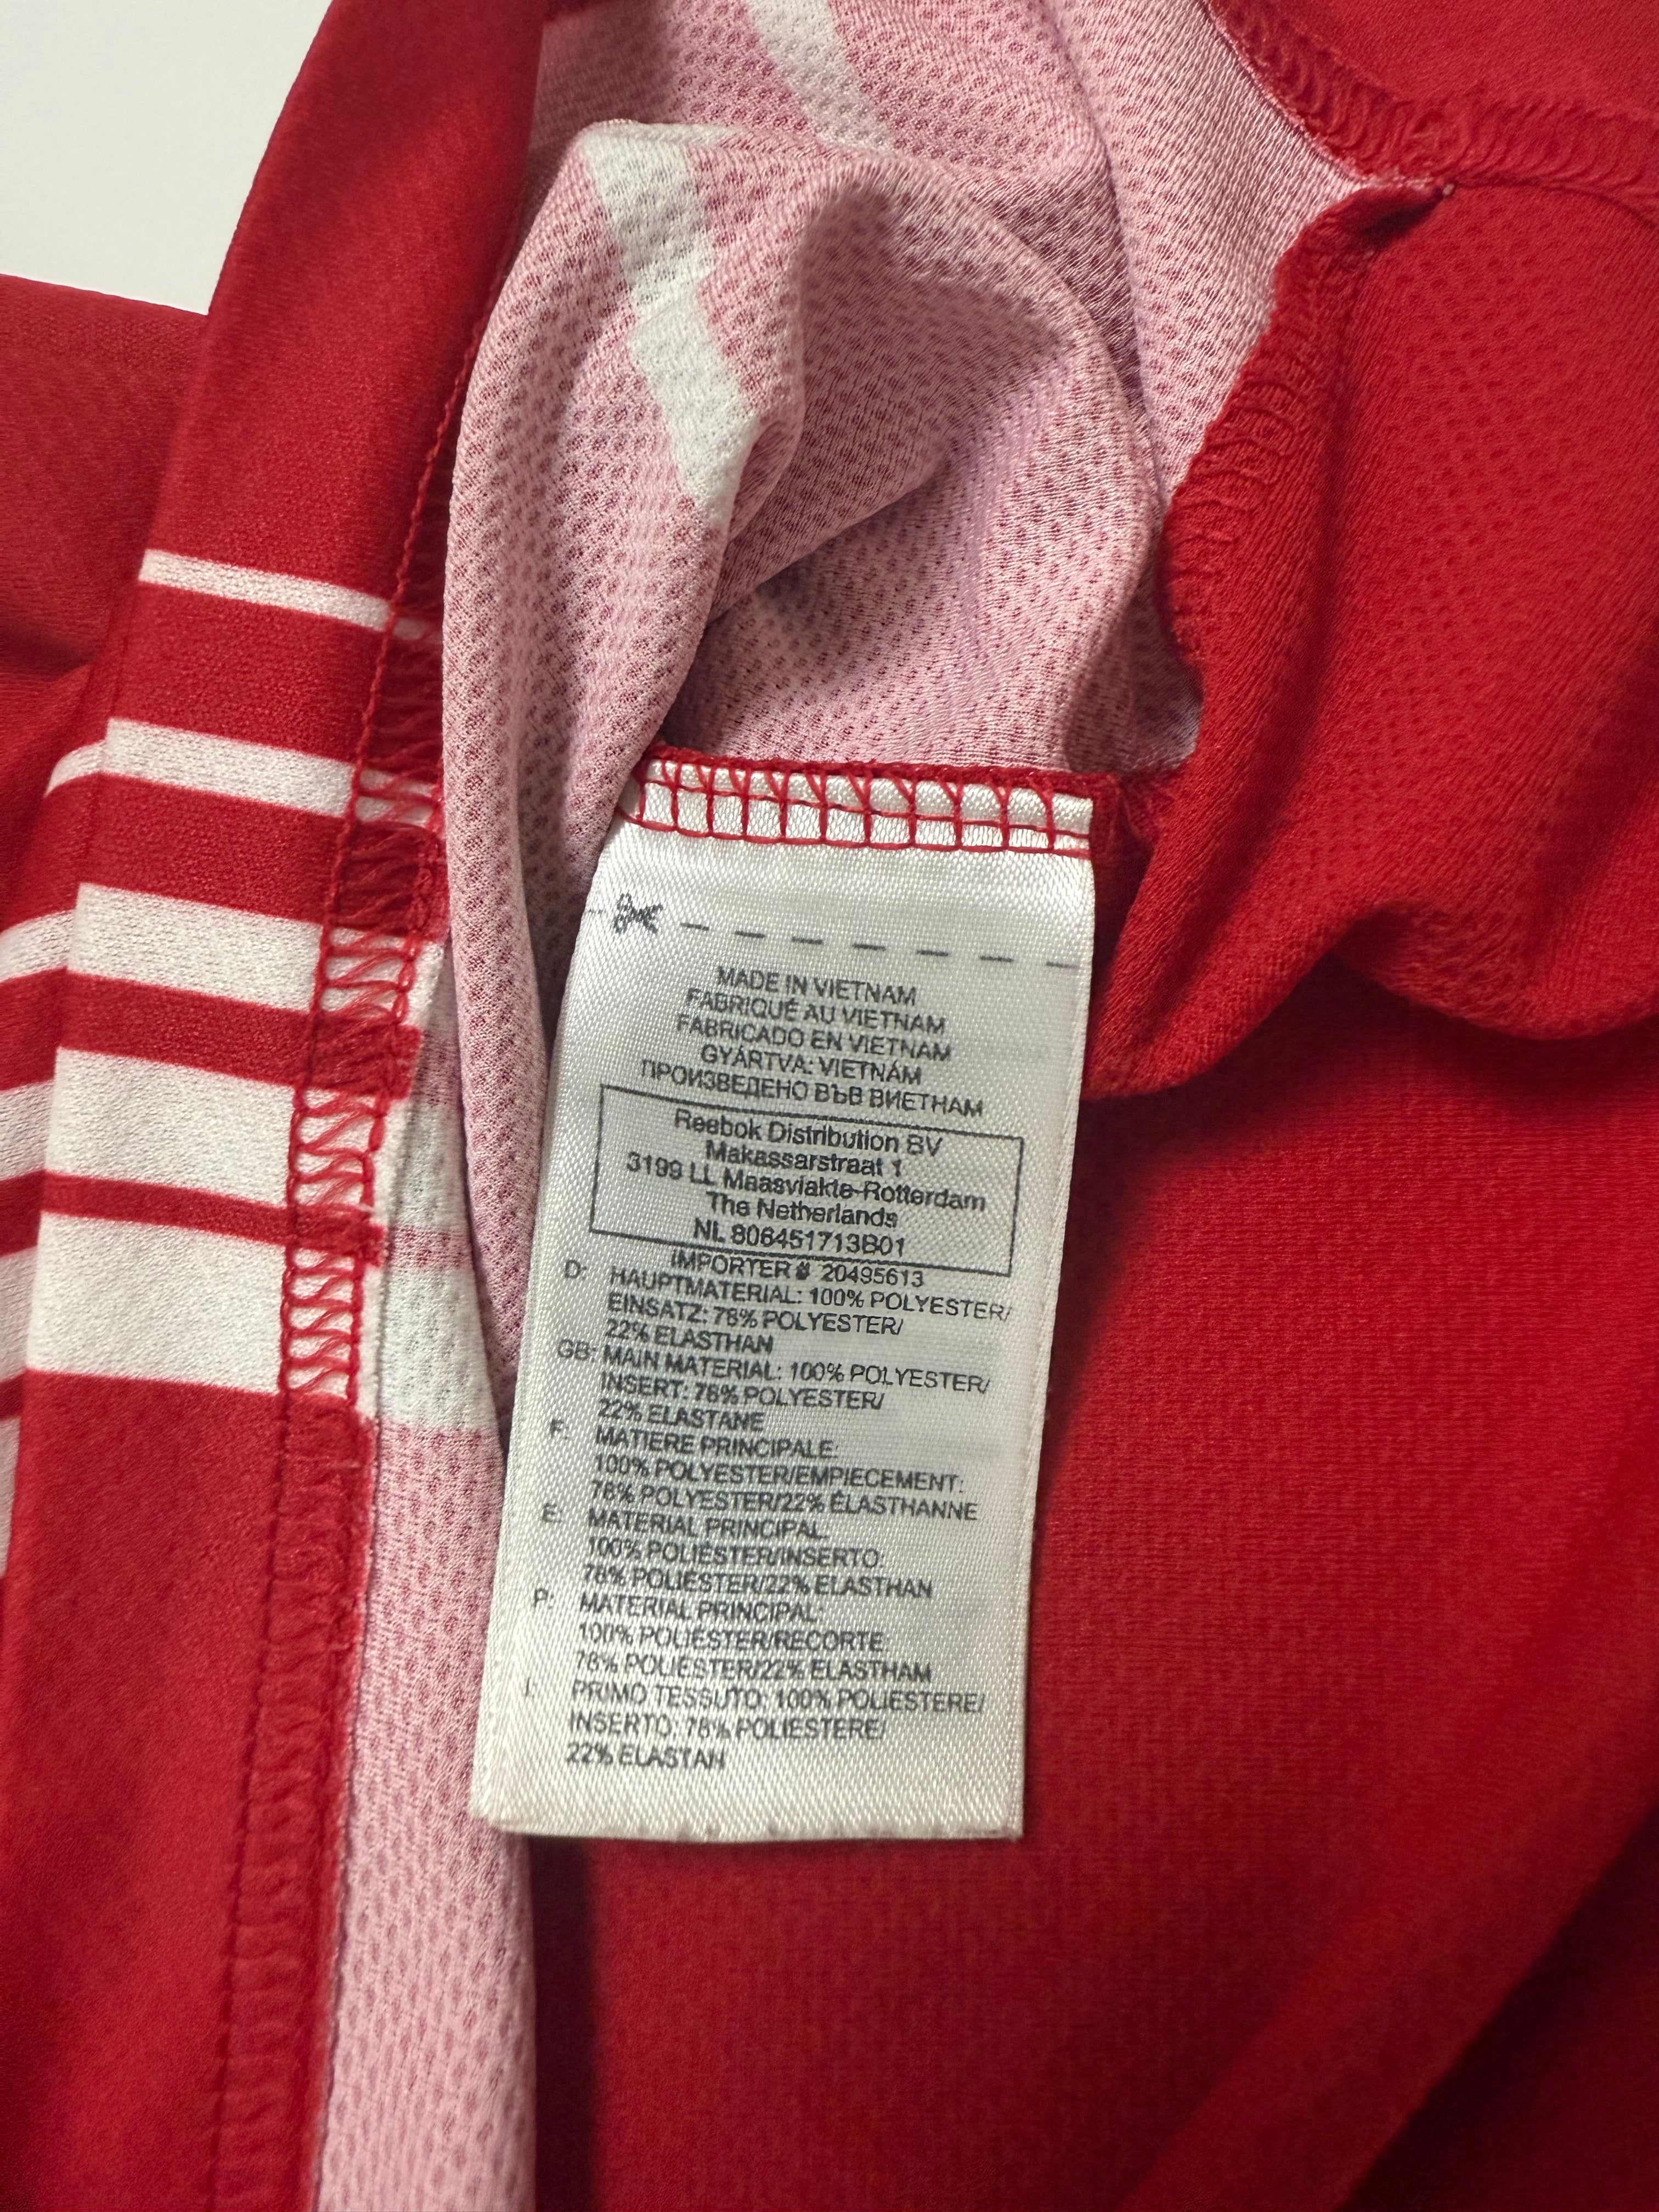 MADE IN VIETNAM
FABRIQUÉ AU VIETNAM
FABRICADO EN VIETNAM
GYÁRTVA: VIETNÁM
ПРОИЗВЕДЕНО ВЪВ ВИЕТНАМ
Reebok Distribution BV
Makassarstraat 1
3199 LL Maasvlakte-Rotterdam
The Netherlands
NL 806451713B01
IMPORTER # 20495613
D: HAUPTMATERIAL: 100% POLYESTER/
EINSATZ: 78% POLYESTER/
22% ELASTHAN
GB: MAIN MATERIAL: 100% POLYESTER/
INSERT: 78% POLYESTER/
22% ELASTANE
F: MATIERE PRINCIPALE:
100% POLYESTER/EMPIECEMENT:
78% POLYESTER/22% ÉLASTHANNE
E: MATERIAL PRINCIPAL:
100% POLIÉSTER/INSERTO:
78% POLIÉSTER/22% ELASTHAN
P: MATERIAL PRINCIPAL:
100% POLIÉSTER/RECORTE:
78% POLIÉSTER/22% ELASTHAM
I: PRIMO TESSUTO: 100% POLIESTERE/
INSERTO: 78% POLIESTERE/
22% ELASTAN